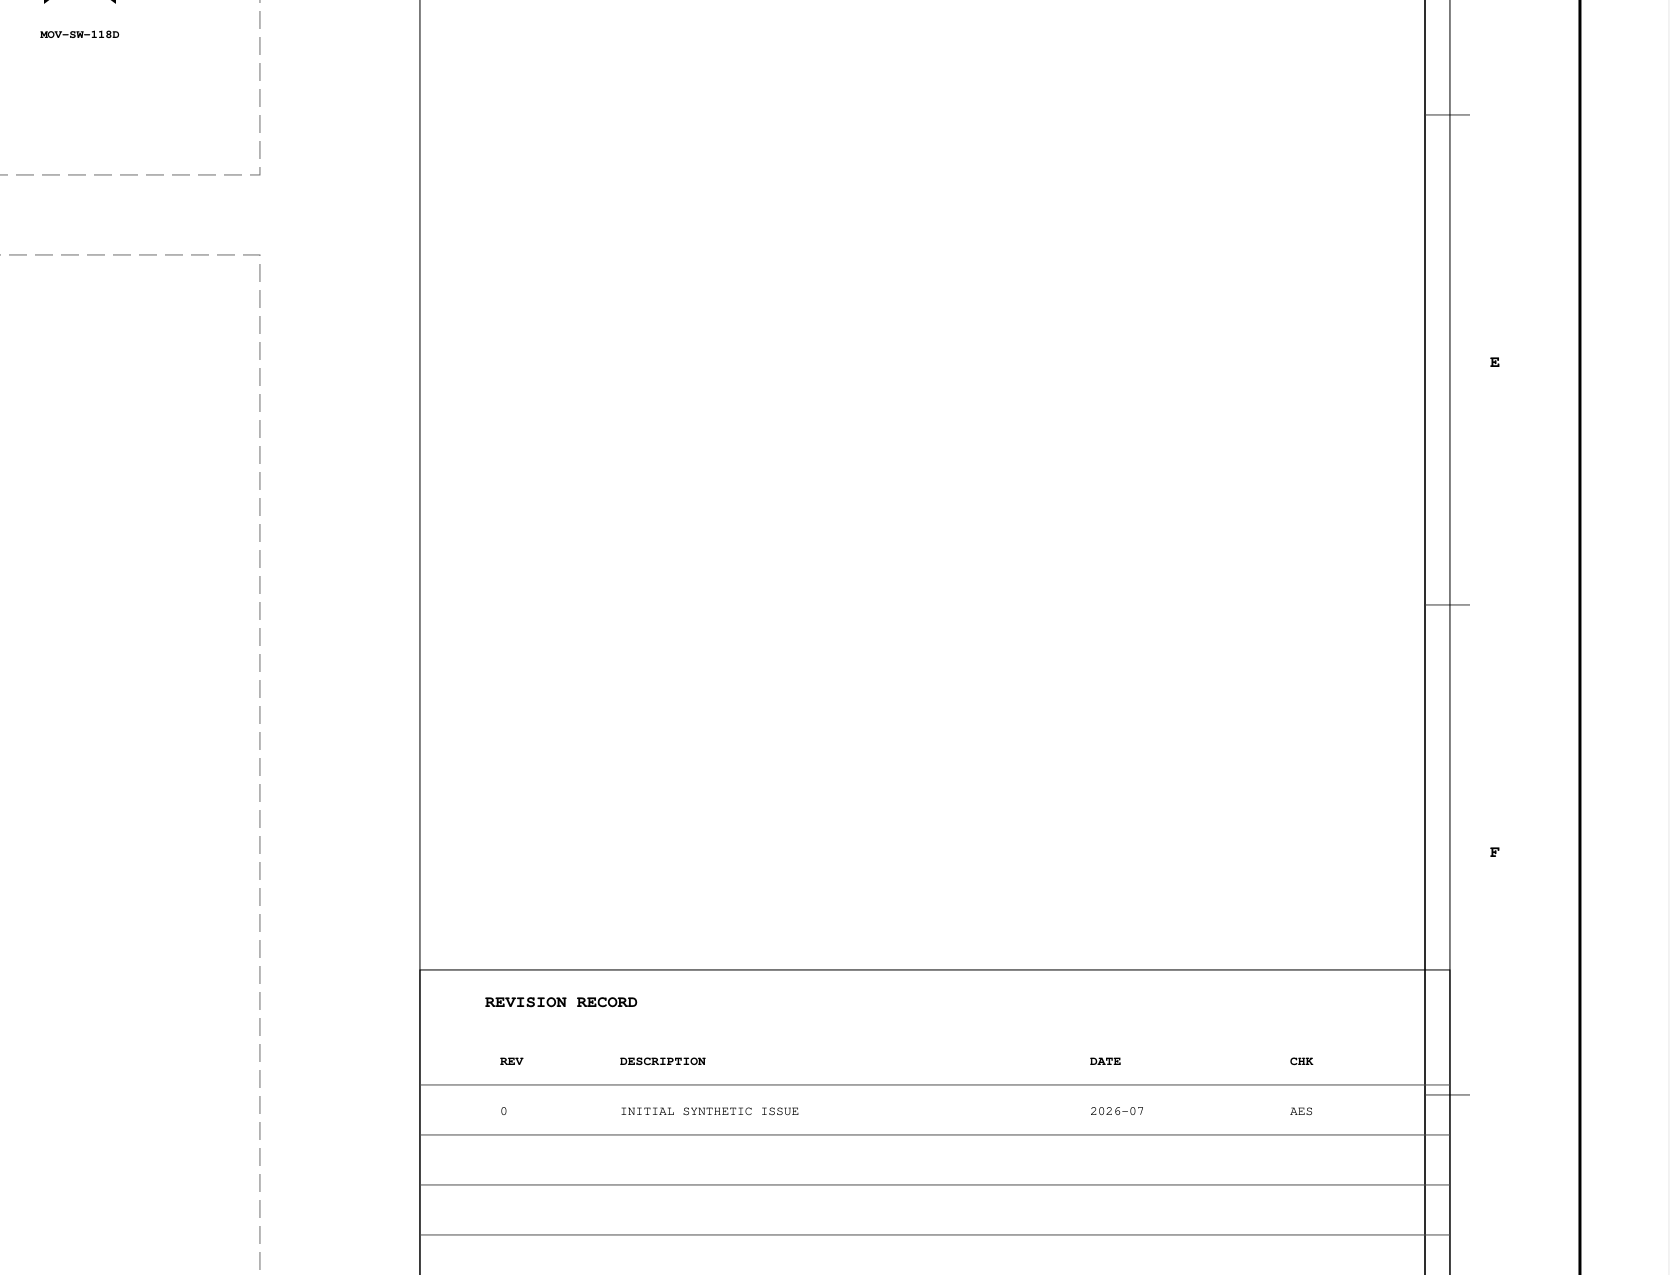 MOV-SW-118D
E
F
REVISION RECORD
REV DESCRIPTION DATE CHK
0 INITIAL SYNTHETIC ISSUE 2026-07 AES